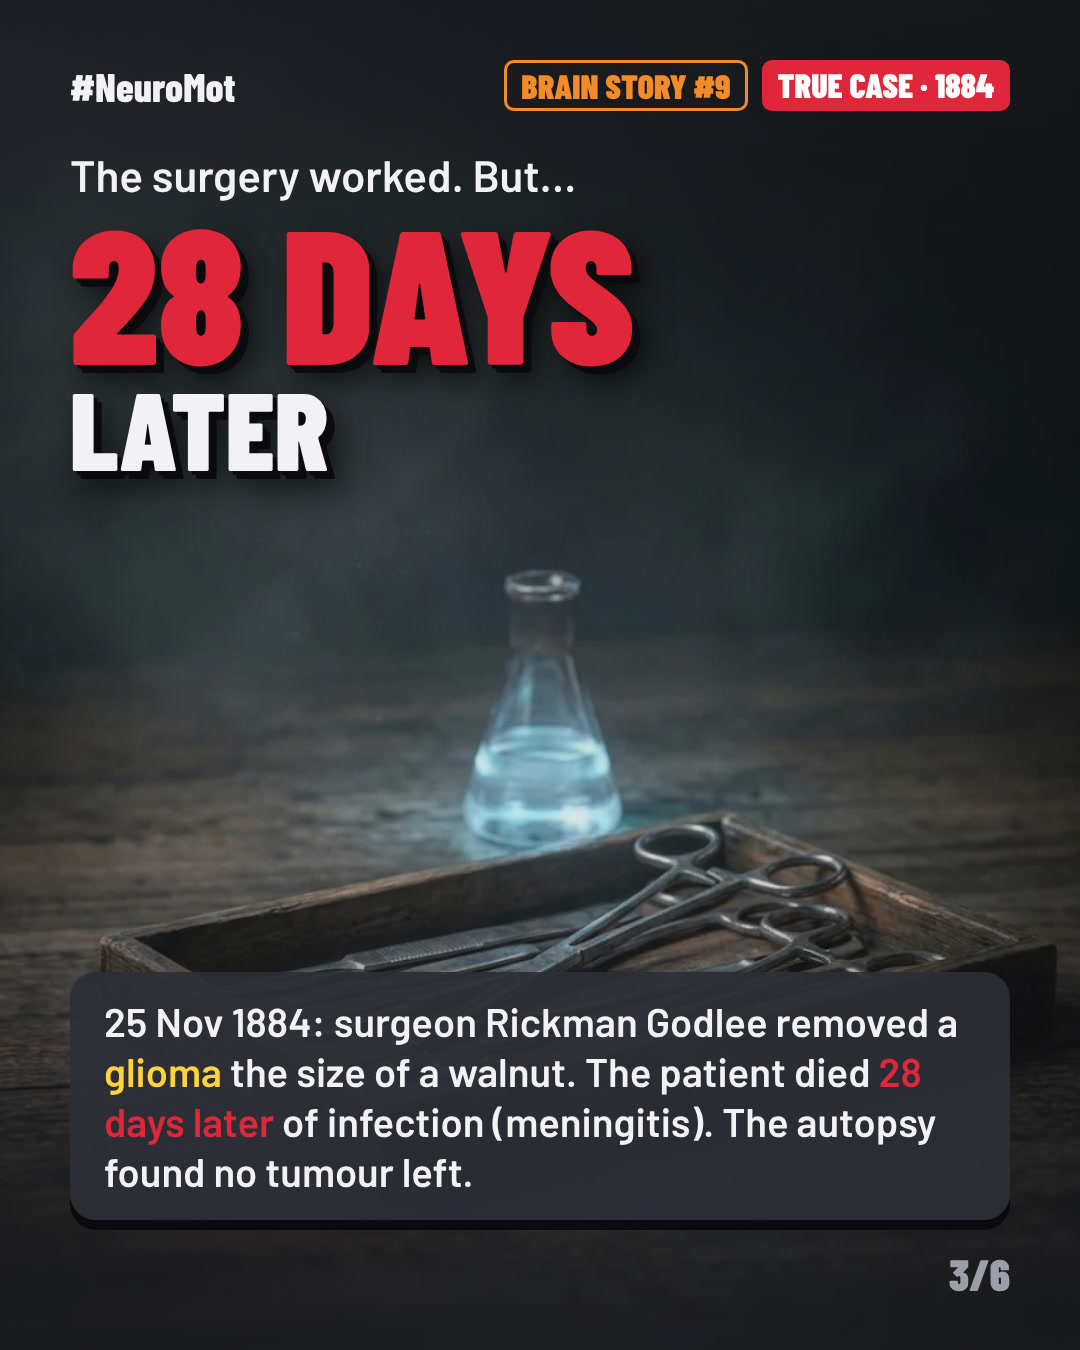 #NeuroMot
BRAIN STORY #9
TRUE CASE · 1884
The surgery worked. But...
28 DAYS
LATER
25 Nov 1884: surgeon Rickman Godlee removed a
glioma the size of a walnut. The patient died 28
days later of infection (meningitis). The autopsy
found no tumour left.
3/6